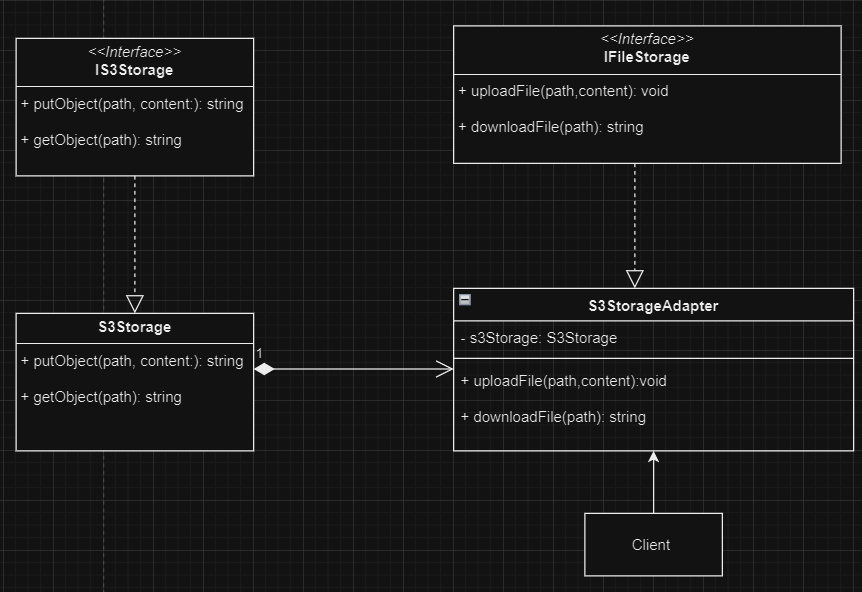 <<Interface>>
IS3Storage
+ putObject(path, content:): string
+ getObject(path): string
<<Interface>>
IFileStorage
+ uploadFile(path,content): void
+ downloadFile(path): string
S3Storage
+ putObject(path, content:): string
+ getObject(path): string
1
S3StorageAdapter
- s3Storage: S3Storage
+ uploadFile(path,content):void
+ downloadFile(path): string
Client